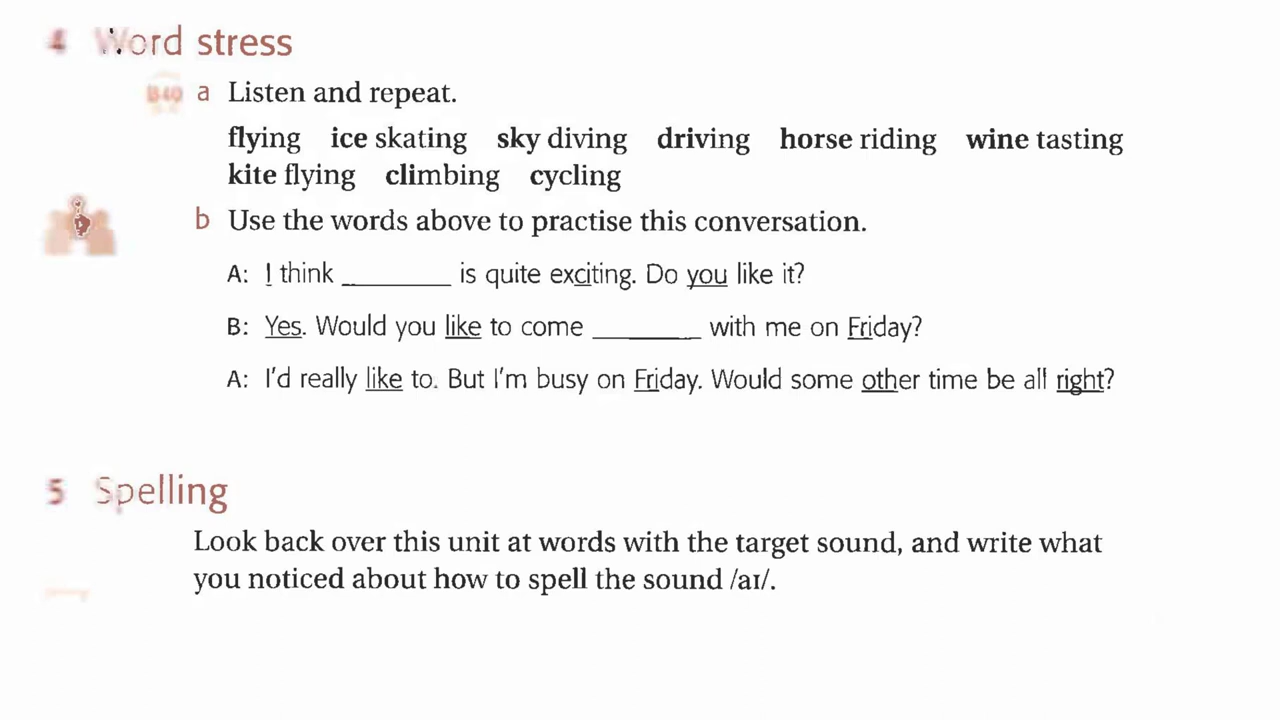 4 Word stress
a Listen and repeat.
flying ice skating sky diving driving horse riding wine tasting
kite flying climbing cycling
b Use the words above to practise this conversation.
A: I think ________ is quite exciting. Do you like it?
B: Yes. Would you like to come ________ with me on Friday?
A: I'd really like to. But I'm busy on Friday. Would some other time be all right?
5 Spelling
Look back over this unit at words with the target sound, and write what
you noticed about how to spell the sound /aɪ/.